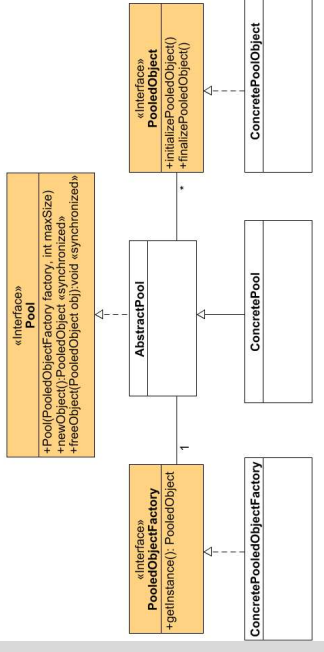 «Interface»
Pool
+Pool(PooledObjectFactory factory, int maxSize)
+newObject():PooledObject «synchronized»
+freeObject(PooledObject obj):void «synchronized»
«Interface»
PooledObjectFactory
+getInstance(): PooledObject
AbstractPool
«Interface»
PooledObject
+initializePooledObject()
+finalizePooledObject()
1
*
ConcretePooledObjectFactory
ConcretePool
ConcretePoolObject